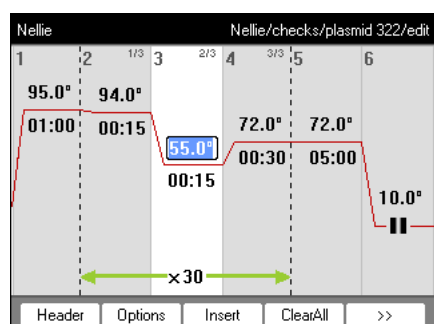 Nellie Nellie/checks/plasmid 322/edit
1 2 1/3 3 2/3 4 3/3 5 6
95.0° 94.0°
01:00 00:15 72.0° 72.0°
55.0° 00:30 05:00
00:15
10.0°
×30
Header Options Insert ClearAll >>